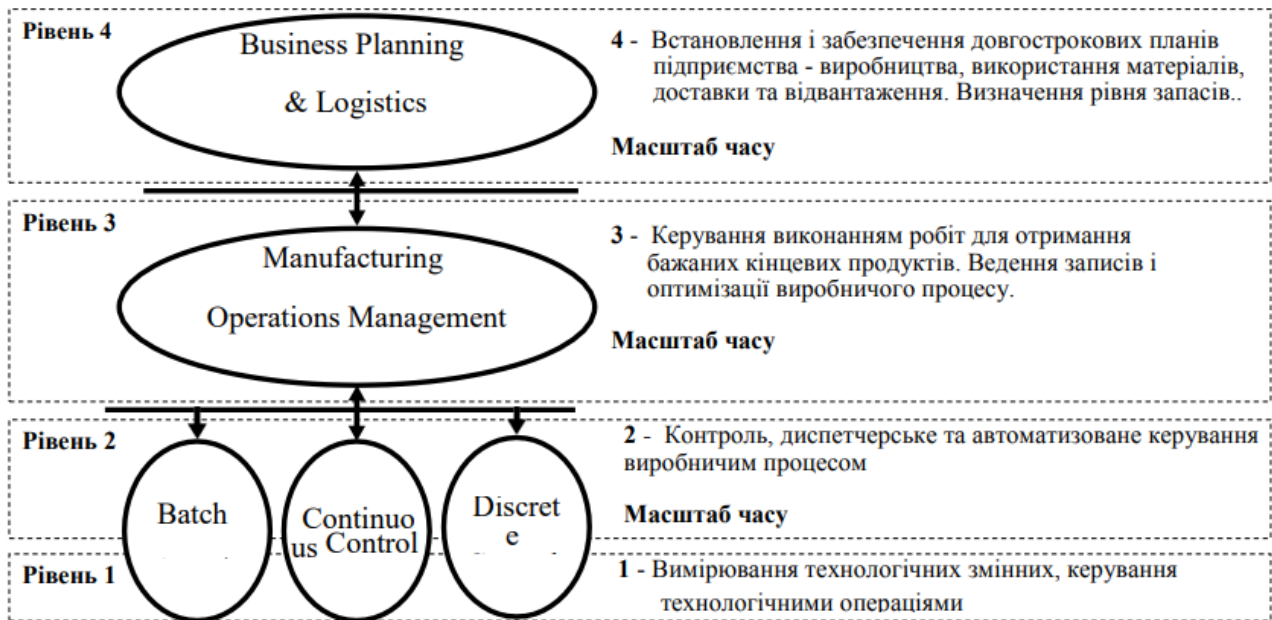 Рівень 4
Business Planning
& Logistics
4 - Встановлення і забезпечення довгострокових планів
підприємства - виробництва, використання матеріалів,
доставки та відвантаження. Визначення рівня запасів..
Масштаб часу
Рівень 3
Manufacturing
Operations Management
3 - Керування виконанням робіт для отримання
бажаних кінцевих продуктів. Ведення записів і
оптимізації виробничого процесу.
Масштаб часу
Рівень 2
Batch
Continuo
us Control
Discret
e
2 - Контроль, диспетчерське та автоматизоване керування
виробничим процесом
Масштаб часу
Рівень 1
1 - Вимірювання технологічних змінних, керування
технологічними операціями